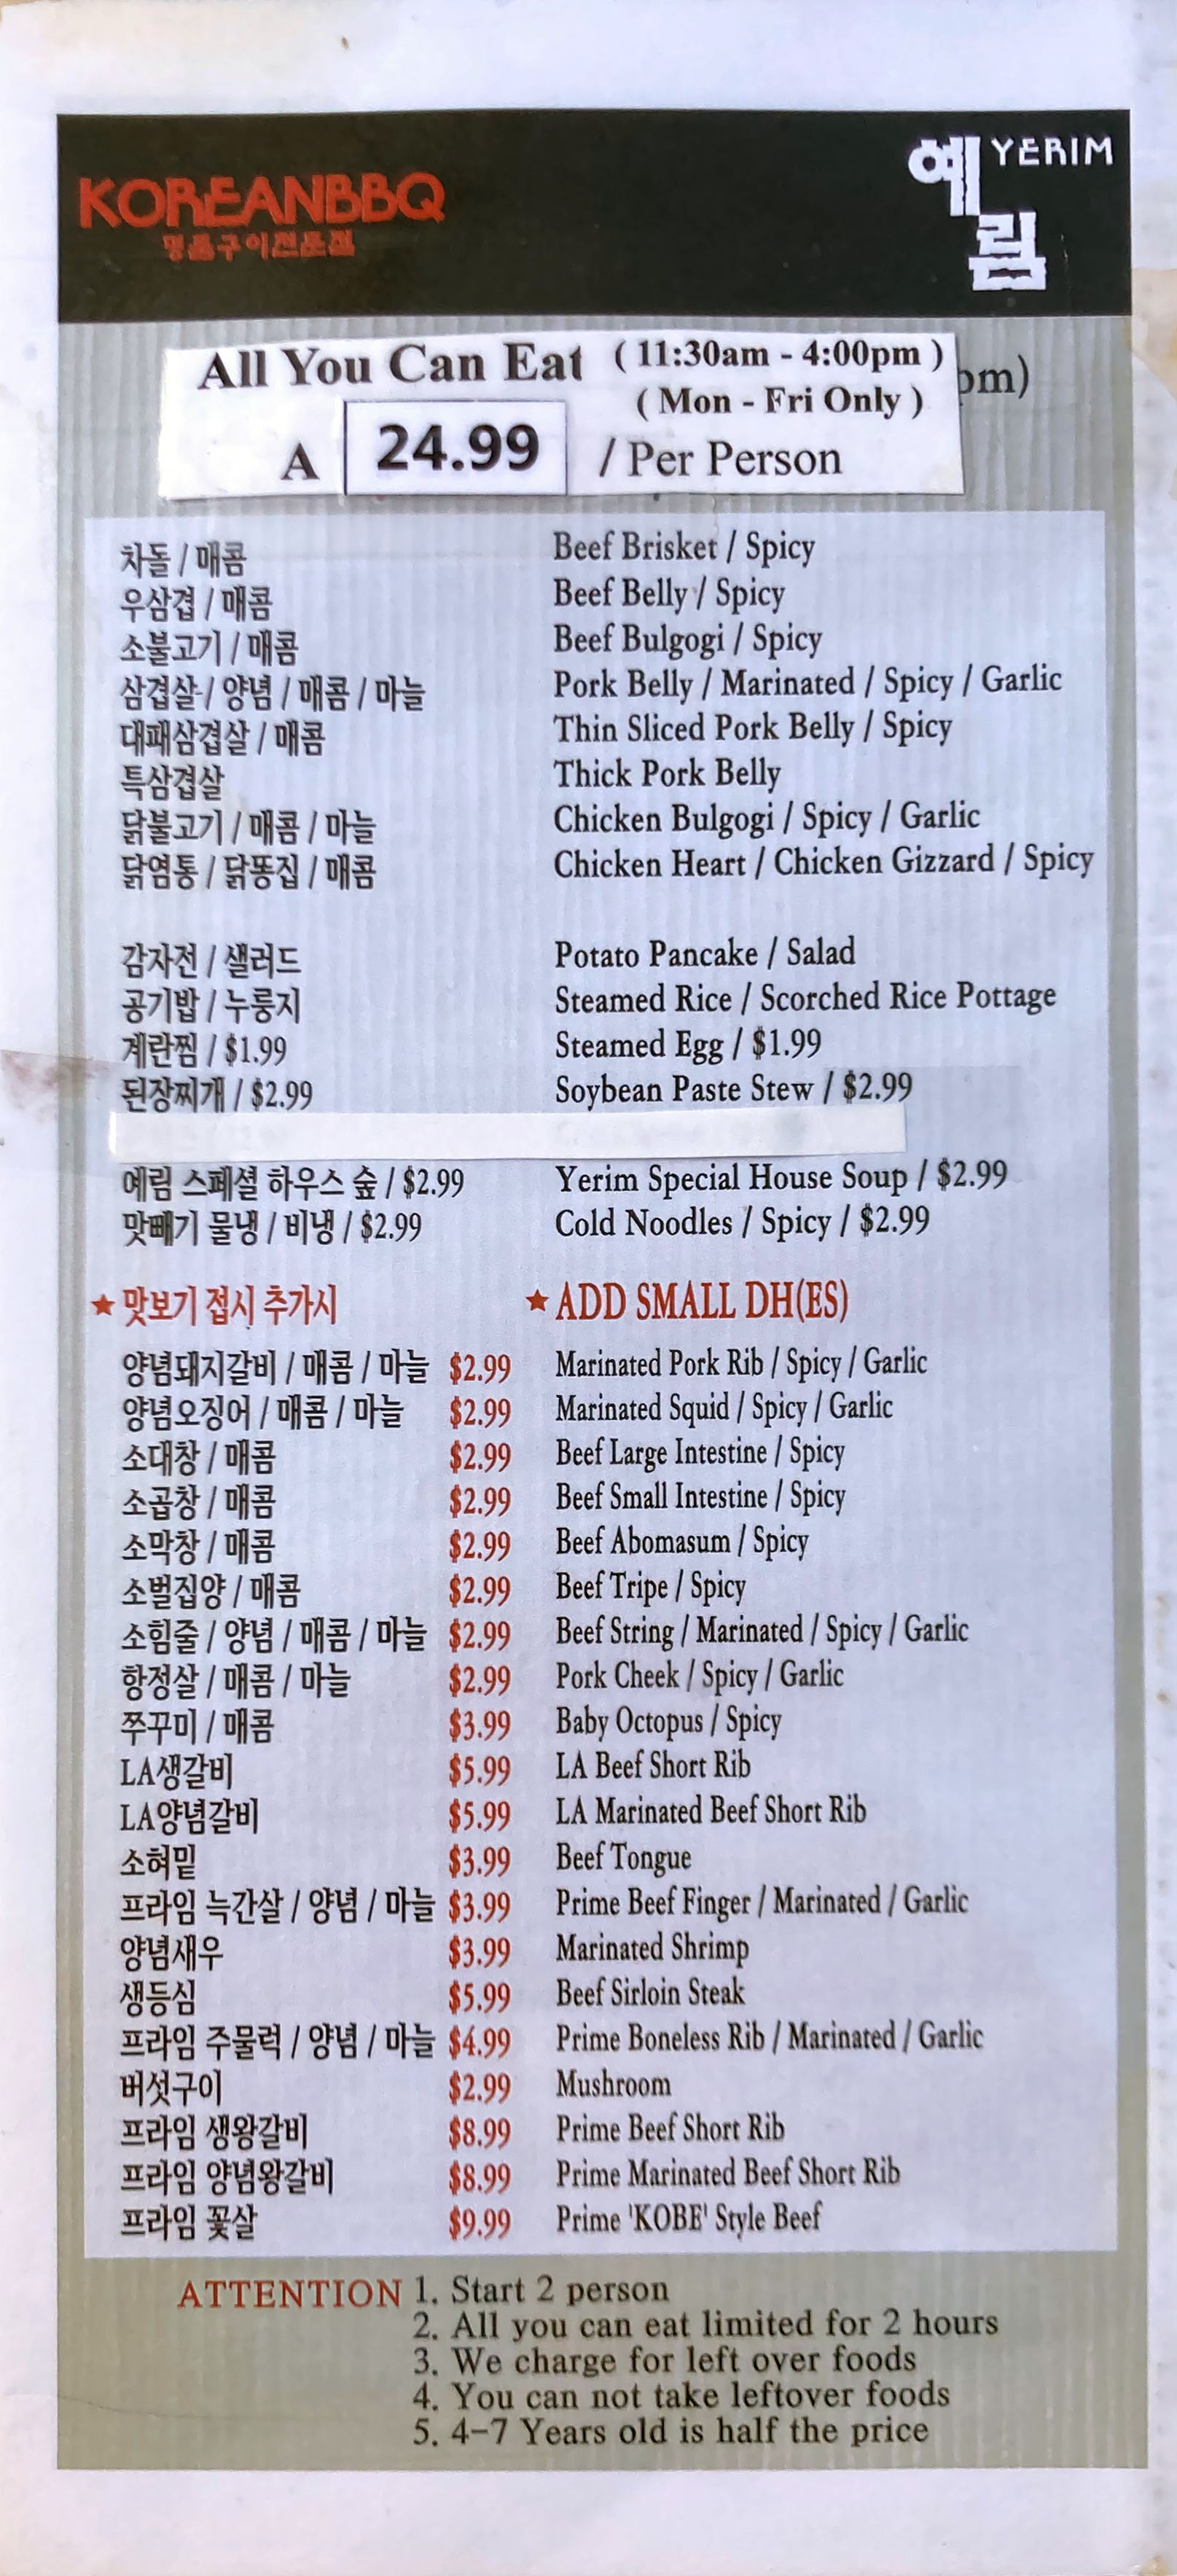 KOREANBBQ
명품구이전문점
예림 YERIM
All You Can Eat ( 11:30am - 4:00pm )
pm)
( Mon - Fri Only )
A 24.99 / Per Person
차돌 / 매콤 Beef Brisket / Spicy
우삼겹 / 매콤 Beef Belly / Spicy
소불고기 / 매콤 Beef Bulgogi / Spicy
삼겹살 / 양념 / 매콤 / 마늘 Pork Belly / Marinated / Spicy / Garlic
대패삼겹살 / 매콤 Thin Sliced Pork Belly / Spicy
특삼겹살 Thick Pork Belly
닭불고기 / 매콤 / 마늘 Chicken Bulgogi / Spicy / Garlic
닭염통 / 닭똥집 / 매콤 Chicken Heart / Chicken Gizzard / Spicy
감자전 / 샐러드 Potato Pancake / Salad
공기밥 / 누룽지 Steamed Rice / Scorched Rice Pottage
계란찜 / $1.99 Steamed Egg / $1.99
된장찌개 / $2.99 Soybean Paste Stew / $2.99
예림 스페셜 하우스 숲 / $2.99 Yerim Special House Soup / $2.99
맛빼기 물냉 / 비냉 / $2.99 Cold Noodles / Spicy / $2.99
★ 맛보기 접시 추가시 ★ ADD SMALL DH(ES)
양념돼지갈비 / 매콤 / 마늘 $2.99 Marinated Pork Rib / Spicy / Garlic
양념오징어 / 매콤 / 마늘 $2.99 Marinated Squid / Spicy / Garlic
소대창 / 매콤 $2.99 Beef Large Intestine / Spicy
소곱창 / 매콤 $2.99 Beef Small Intestine / Spicy
소막창 / 매콤 $2.99 Beef Abomasum / Spicy
소벌집양 / 매콤 $2.99 Beef Tripe / Spicy
소힘줄 / 양념 / 매콤 / 마늘 $2.99 Beef String / Marinated / Spicy / Garlic
항정살 / 매콤 / 마늘 $2.99 Pork Cheek / Spicy / Garlic
쭈꾸미 / 매콤 $3.99 Baby Octopus / Spicy
LA생갈비 $5.99 LA Beef Short Rib
LA양념갈비 $5.99 LA Marinated Beef Short Rib
소혀밑 $3.99 Beef Tongue
프라임 늑간살 / 양념 / 마늘 $3.99 Prime Beef Finger / Marinated / Garlic
양념새우 $3.99 Marinated Shrimp
생등심 $5.99 Beef Sirloin Steak
프라임 주물럭 / 양념 / 마늘 $4.99 Prime Boneless Rib / Marinated / Garlic
버섯구이 $2.99 Mushroom
프라임 생왕갈비 $8.99 Prime Beef Short Rib
프라임 양념왕갈비 $8.99 Prime Marinated Beef Short Rib
프라임 꽃살 $9.99 Prime 'KOBE' Style Beef
ATTENTION 1. Start 2 person
2. All you can eat limited for 2 hours
3. We charge for left over foods
4. You can not take leftover foods
5. 4-7 Years old is half the price